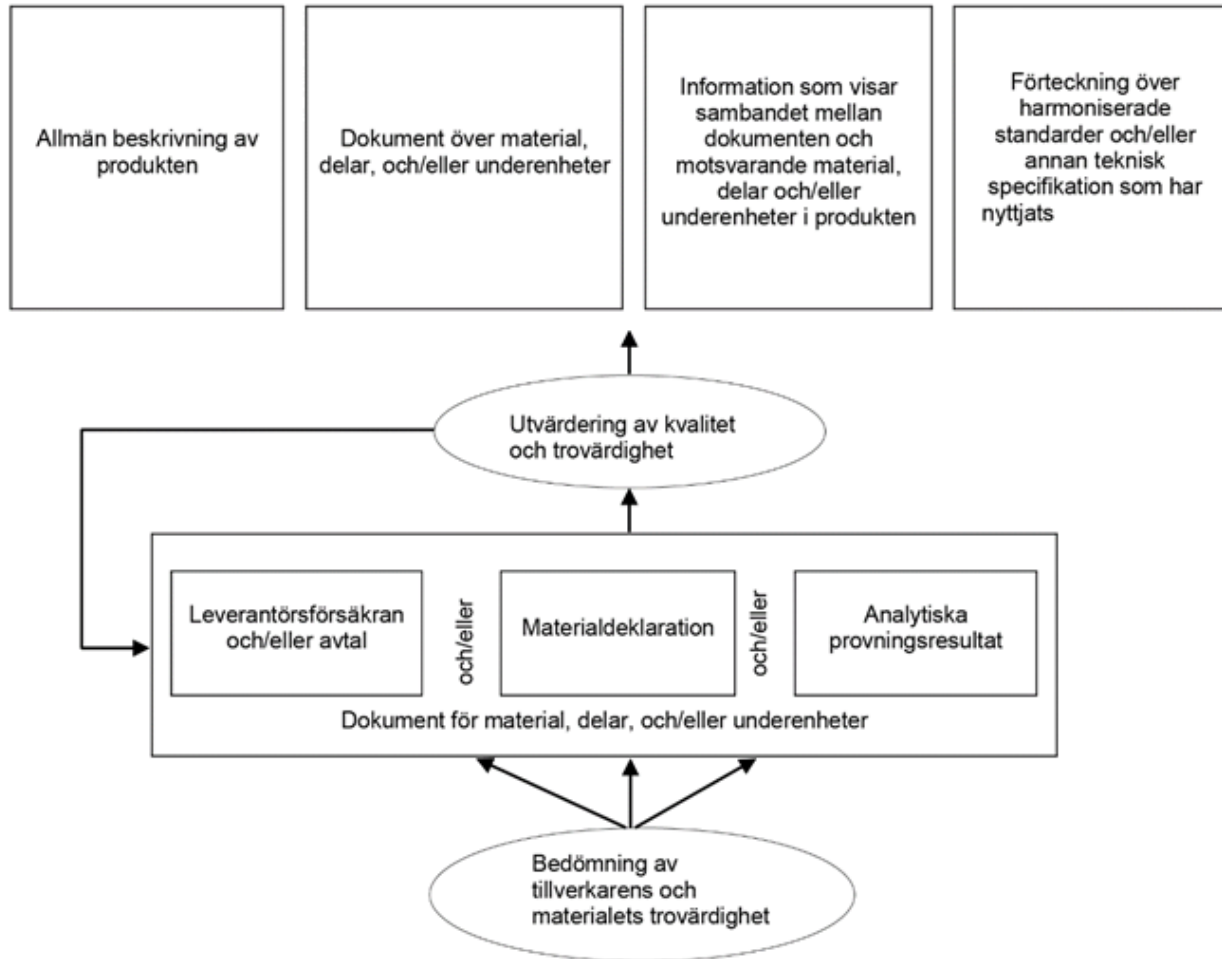 Allmän beskrivning av
produkten
Dokument över material,
delar, och/eller underenheter
Information som visar
sambandet mellan
dokumenten och
motsvarande material,
delar och/eller
underenheter i produkten
Förteckning över
harmoniserade
standarder och/eller
annan teknisk
specifikation som har
nyttjats
Utvärdering av kvalitet
och trovärdighet
Leverantörsförsäkran
och/eller avtal
och/eller
Materialdeklaration
och/eller
Analytiska
provningsresultat
Dokument för material, delar, och/eller underenheter
Bedömning av
tillverkarens och
materialets trovärdighet